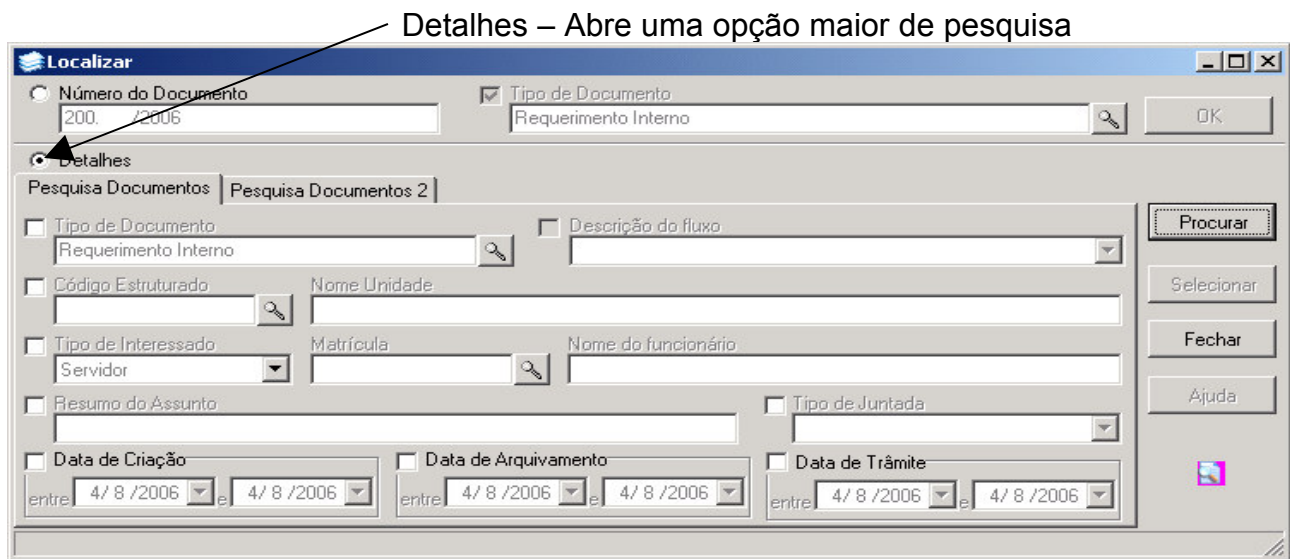 Detalhes – Abre uma opção maior de pesquisa
Localizar
Número do Documento Tipo de Documento
200. /2006 Requerimento Interno OK
Detalhes
Pesquisa Documentos Pesquisa Documentos 2
Tipo de Documento Descrição do fluxo Procurar
Requerimento Interno
Código Estruturado Nome Unidade Selecionar
Tipo de Interessado Matrícula Nome do funcionário Fechar
Servidor
Resumo do Assunto Tipo de Juntada Ajuda
Data de Criação Data de Arquivamento Data de Trâmite
entre 4/ 8 /2006 e 4/ 8 /2006 entre 4/ 8 /2006 e 4/ 8 /2006 entre 4/ 8 /2006 e 4/ 8 /2006